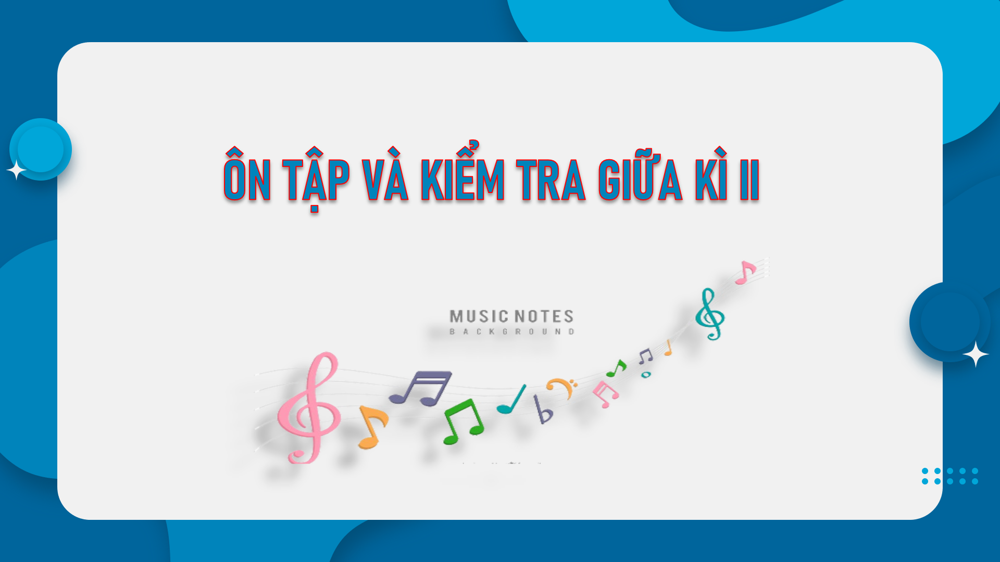 ÔN TẬP VÀ KIỂM TRA GIỮA KÌ II
MUSIC NOTES
BACKGROUND